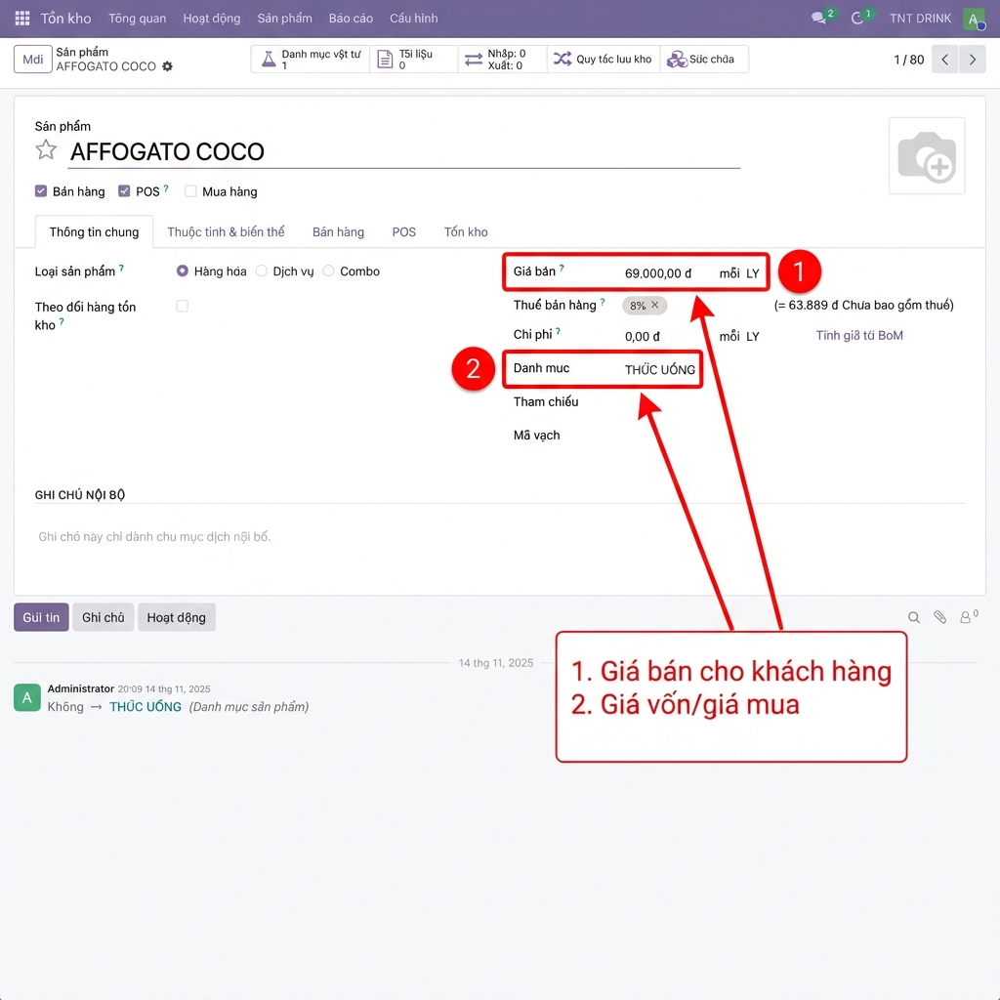 Tồn kho Tổng quan Hoạt động Sản phẩm Báo cáo Cấu hình 2 1 TNT DRINK A
Mdi
Sản phẩm
AFFOGATO COCO
Danh mục vật tư
1
Tði liệu
0
Nhập: 0
Xuất: 0
Quy tác luu kho
Súc chúa
1 / 80
Sản phẩm
AFFOGATO COCO
Bán hàng POS ? Mua hàng
Thông tin chung Thuộc tinh & biến thể Bán hàng POS Tồn kho
Loại sản phẩm ? Hàng hóa Dịch vụ Combo
Theo dõi hàng tồn
kho ?
Giá bán ? 69.000,00 đ mỗi LY
1
Thuế bán hàng ? 8% × (= 63.889 đ Chưa bao gồm thuế)
Chi phí ? 0,00 đ mỗi LY Tính giá từ BoM
2
Danh mục THỨC UỐNG
Tham chiếu
Mã vạch
GHI CHÚ NỘI BỘ
Ghi chó này chỉ dành chu mục dịch nội bố.
Gui tin Ghi chú Hoạt động 0
14 thg 11, 2025
A
Administrator 20:09 14 thg 11, 2025
Không → THỨC UỐNG (Danh mục sản phẩm)
1. Giá bán cho khách hàng
2. Giá vốn/giá mua